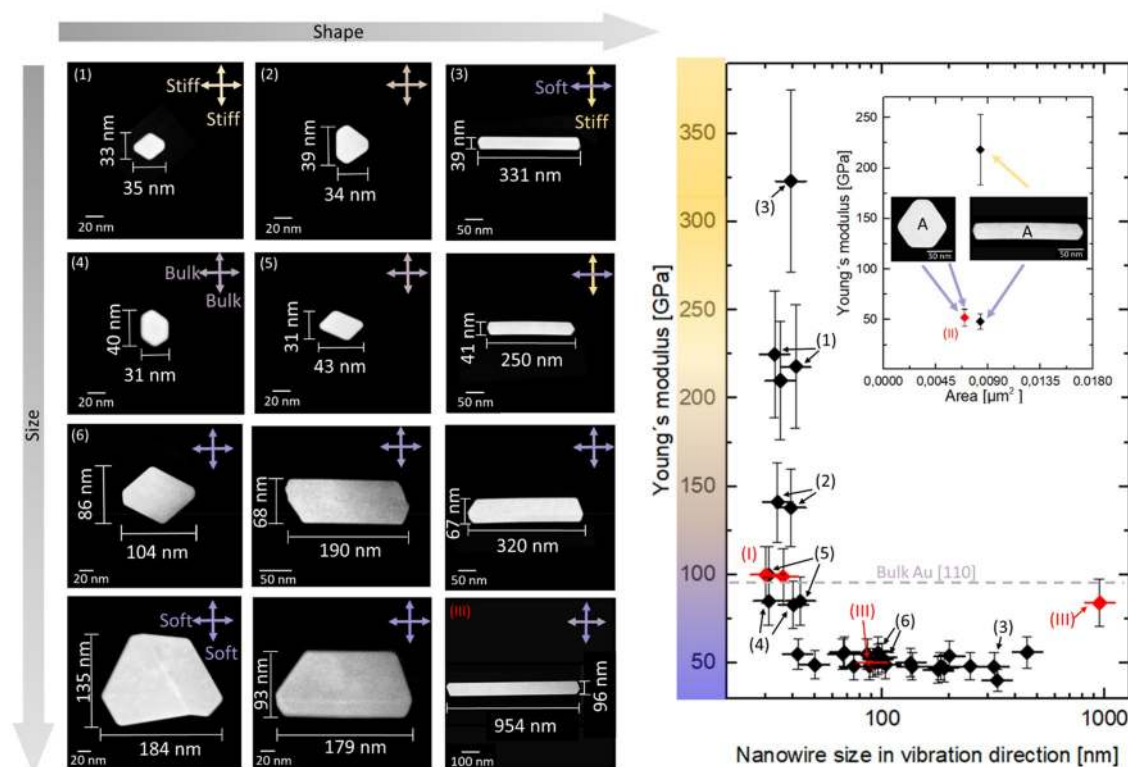 Shape
Size
(1)
Stiff
Stiff
33 nm
35 nm
20 nm
(2)
39 nm
34 nm
20 nm
(3)
Soft
Stiff
39 nm
331 nm
50 nm
(4)
Bulk
Bulk
40 nm
31 nm
20 nm
(5)
31 nm
43 nm
20 nm
41 nm
250 nm
50 nm
(6)
86 nm
104 nm
20 nm
68 nm
190 nm
50 nm
67 nm
320 nm
50 nm
Soft
Soft
135 nm
184 nm
20 nm
93 nm
179 nm
20 nm
(III)
96 nm
954 nm
100 nm
Young´s modulus [GPa]
350
300
250
200
150
100
50
(3)
(1)
(2)
(I)
(5)
Bulk Au [110]
(4)
(III)
(6)
(3)
(III)
100
1000
Nanowire size in vibration direction [nm]
Young´s modulus [GPa]
250
200
150
100
50
A
50 nm
A
50 nm
(II)
0,0000 0,0045 0,0090 0,0135 0,0180
Area [µm²]